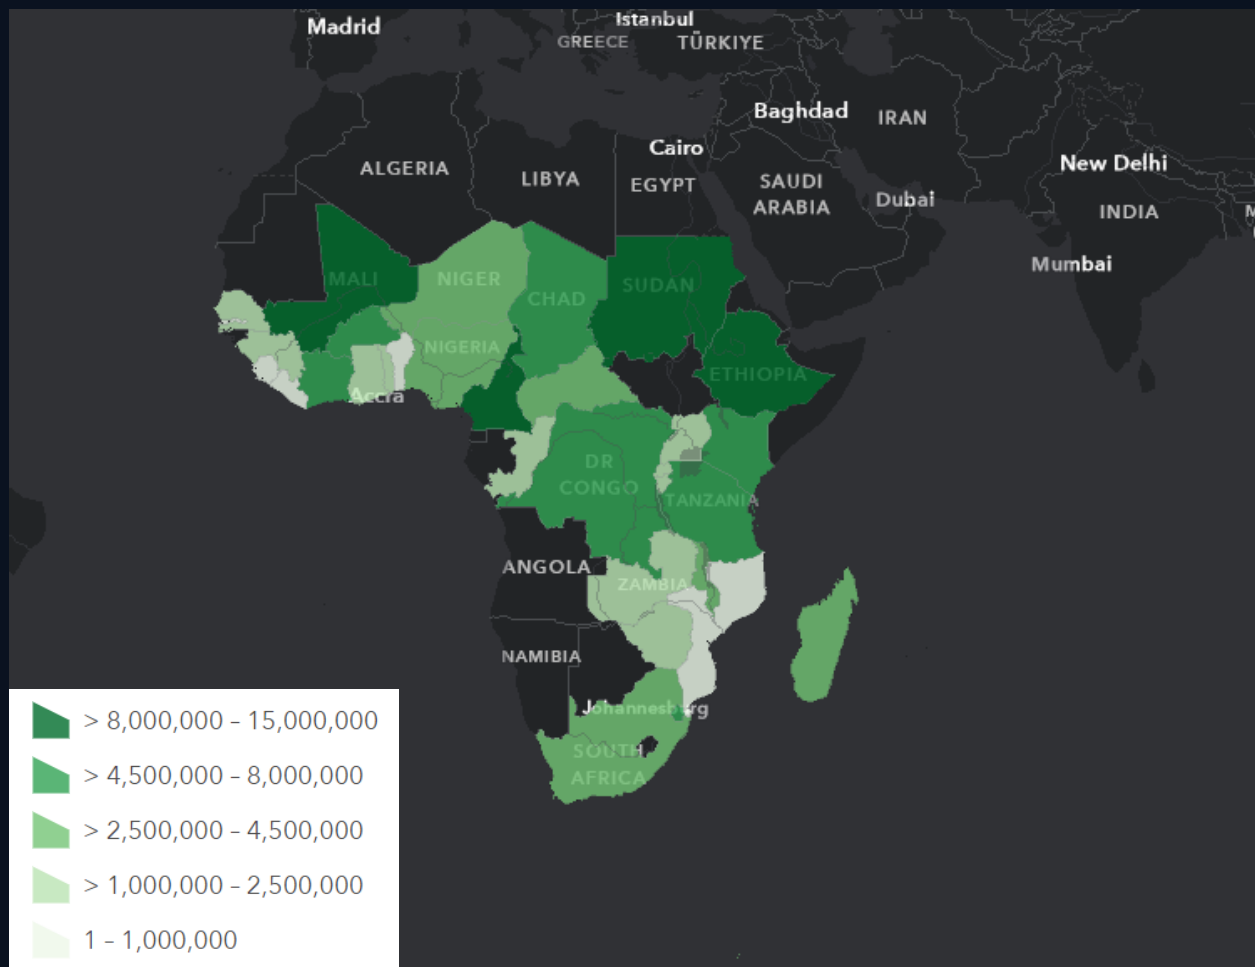 Madrid
Istanbul
GREECE
TÜRKIYE
Baghdad
IRAN
Cairo
New Delhi
ALGERIA
LIBYA
EGYPT
SAUDI
ARABIA
Dubai
INDIA
M
Mumbai
MALI
NIGER
CHAD
SUDAN
NIGERIA
ETHIOPIA
Accra
DR
CONGO
TANZANIA
ANGOLA
ZAMBIA
NAMIBIA
Johannesburg
SOUTH
AFRICA
> 8,000,000 – 15,000,000
> 4,500,000 – 8,000,000
> 2,500,000 – 4,500,000
> 1,000,000 – 2,500,000
1 – 1,000,000